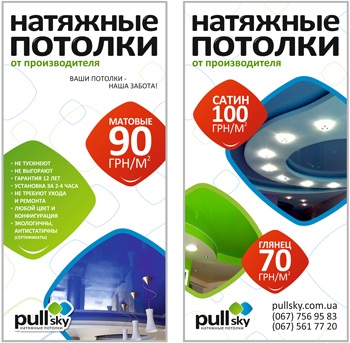 НАТЯЖНЫЕ
ПОТОЛКИ
от производителя
ВАШИ ПОТОЛКИ -
НАША ЗАБОТА!
МАТОВЫЕ
90
ГРН/М²
• НЕ ТУСКНЕЮТ
• НЕ ВЫГОРАЮТ
• ГАРАНТИЯ 12 ЛЕТ
• УСТАНОВКА ЗА 2-4 ЧАСА
• НЕ ТРЕБУЮТ УХОДА
И РЕМОНТА
• ЛЮБОЙ ЦВЕТ И
КОНФИГУРАЦИЯ
• ЭКОЛОГИЧНЫ,
АНТИСТАТИЧНЫ
(СЕРТИФИКАТЫ)
pull sky
НАТЯЖНЫЕ ПОТОЛКИ
НАТЯЖНЫЕ
ПОТОЛКИ
от производителя
САТИН
100
ГРН/М²
ГЛЯНЕЦ
70
ГРН/М²
pullsky.com.ua
(067) 756 95 83
(067) 561 77 20
pull sky
НАТЯЖНЫЕ ПОТОЛКИ